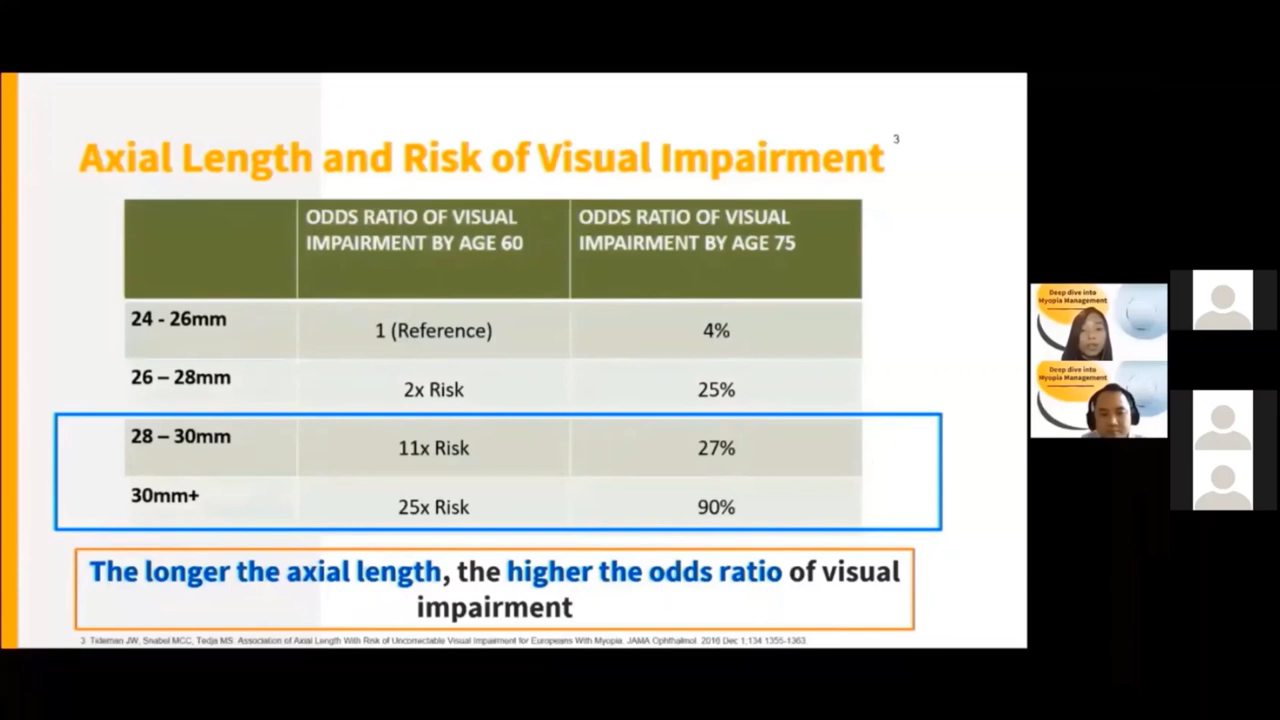 Axial Length and Risk of Visual Impairment 3
ODDS RATIO OF VISUAL
IMPAIRMENT BY AGE 60
ODDS RATIO OF VISUAL
IMPAIRMENT BY AGE 75
24 - 26mm
1 (Reference)
4%
26 – 28mm
2x Risk
25%
28 – 30mm
11x Risk
27%
30mm+
25x Risk
90%
The longer the axial length, the higher the odds ratio of visual
impairment
3. Tideman JW, Snabel MCC, Tedja MS. Association of Axial Length With Risk of Uncorrectable Visual Impairment for Europeans With Myopia. JAMA Ophthalmol. 2016 Dec 1;134 1355-1363.
Deep dive into
Myopia Management
Deep dive into
Myopia Management